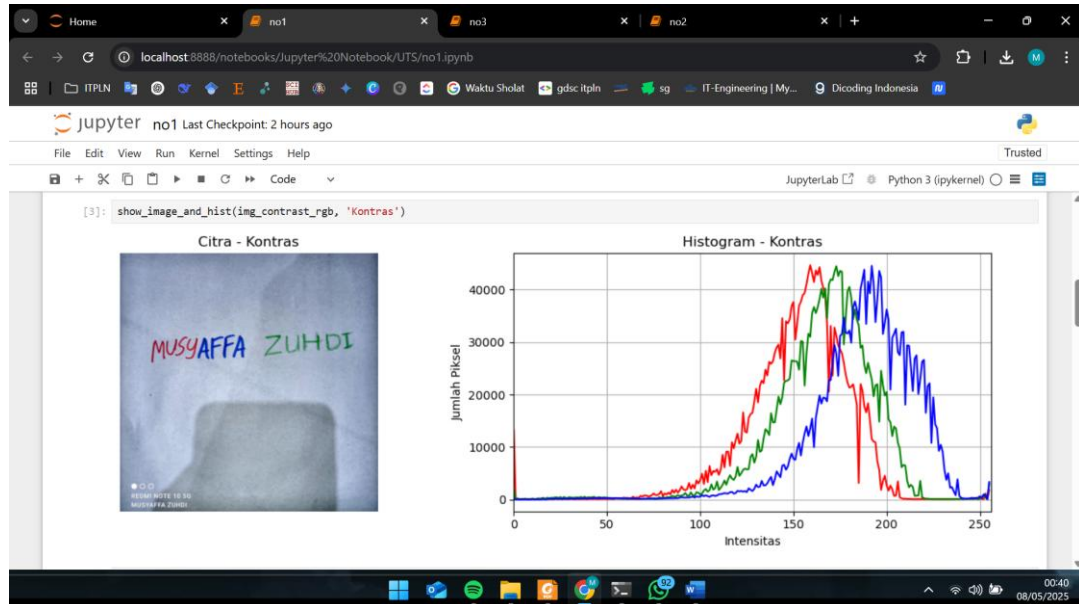 Home
no1
no3
no2
localhost:8888/notebooks/Jupyter%20Notebook/UTS/no1.ipynb
M
ITPLN
E
Waktu Sholat
gdsc itpln
sg
IT-Engineering | My...
Dicoding Indonesia
jupyter no1 Last Checkpoint: 2 hours ago
File Edit View Run Kernel Settings Help
Trusted
Code
JupyterLab
Python 3 (ipykernel)
[3]: show_image_and_hist(img_contrast_rgb, 'Kontras')
Citra - Kontras
MUSYAFFA ZUHDI
REDMI NOTE 10 5G
MUSYAFFA ZUHDI
Histogram - Kontras
Jumlah Piksel
40000
30000
20000
10000
0
0 50 100 150 200 250
Intensitas
92
00:40
08/05/2025